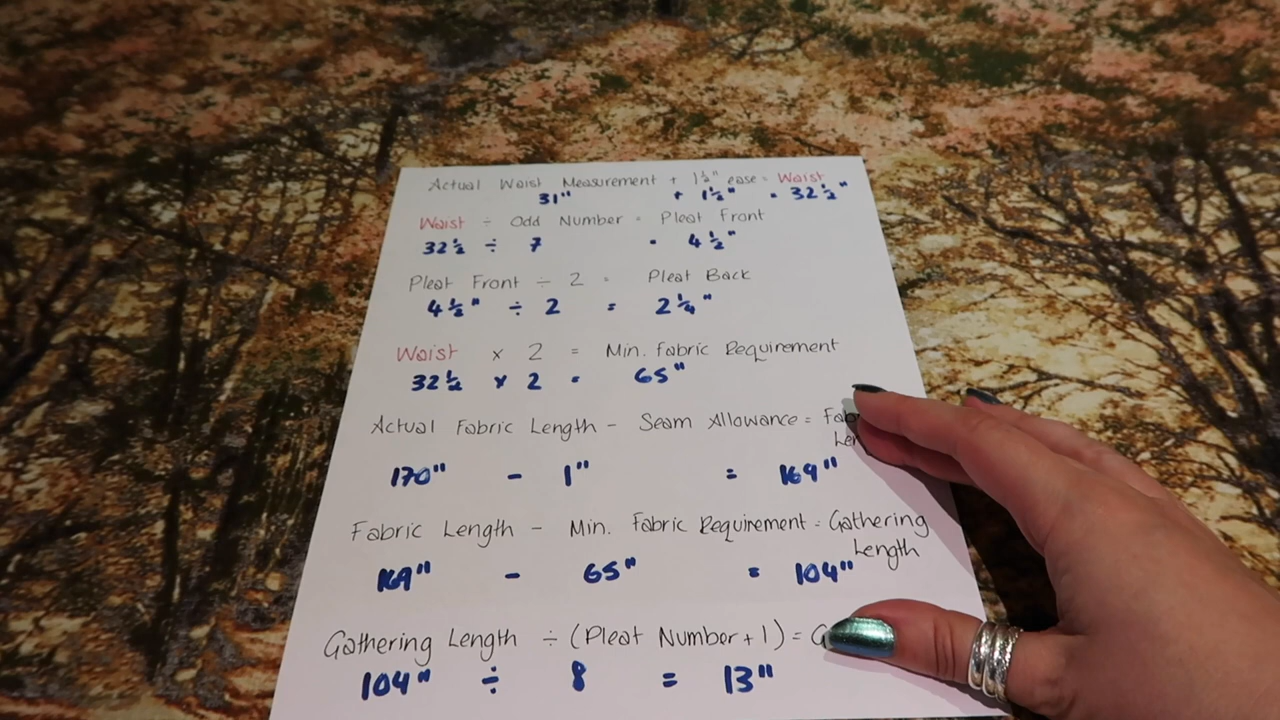 Actual Waist Measurement + 1½" ease = Waist
31" + 1½" = 32½"
Waist ÷ Odd Number = Pleat Front
32½ ÷ 7 = 4½"
Pleat Front ÷ 2 = Pleat Back
4½" ÷ 2 = 2¼"
Waist x 2 = Min. Fabric Requirement
32½ x 2 = 65"
Actual Fabric Length - Seam Allowance =
170" - 1" = 169"
Fabric Length - Min. Fabric Requirement = Gathering
Length
169" - 65" = 104"
Gathering Length ÷ (Pleat Number + 1) =
104" ÷ 8 = 13"